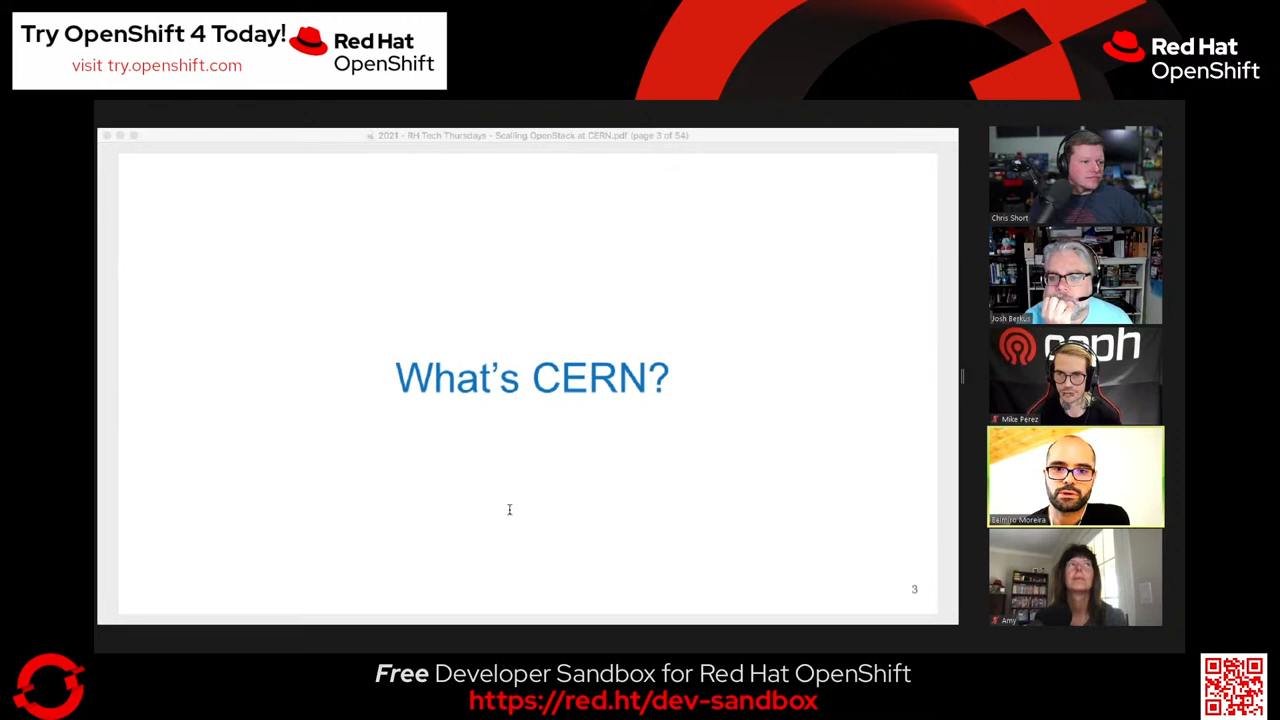 Try OpenShift 4 Today!
visit try.openshift.com
Red Hat
OpenShift
Red Hat
OpenShift
2021 - RH Tech Thursdays - Scaling OpenStack at CERN.pdf (page 3 of 54)
What's CERN?
3
Chris Short
Josh Berkus
ceph
Mike Perez
Belmiro Moreira
Amy
Free Developer Sandbox for Red Hat OpenShift
https://red.ht/dev-sandbox